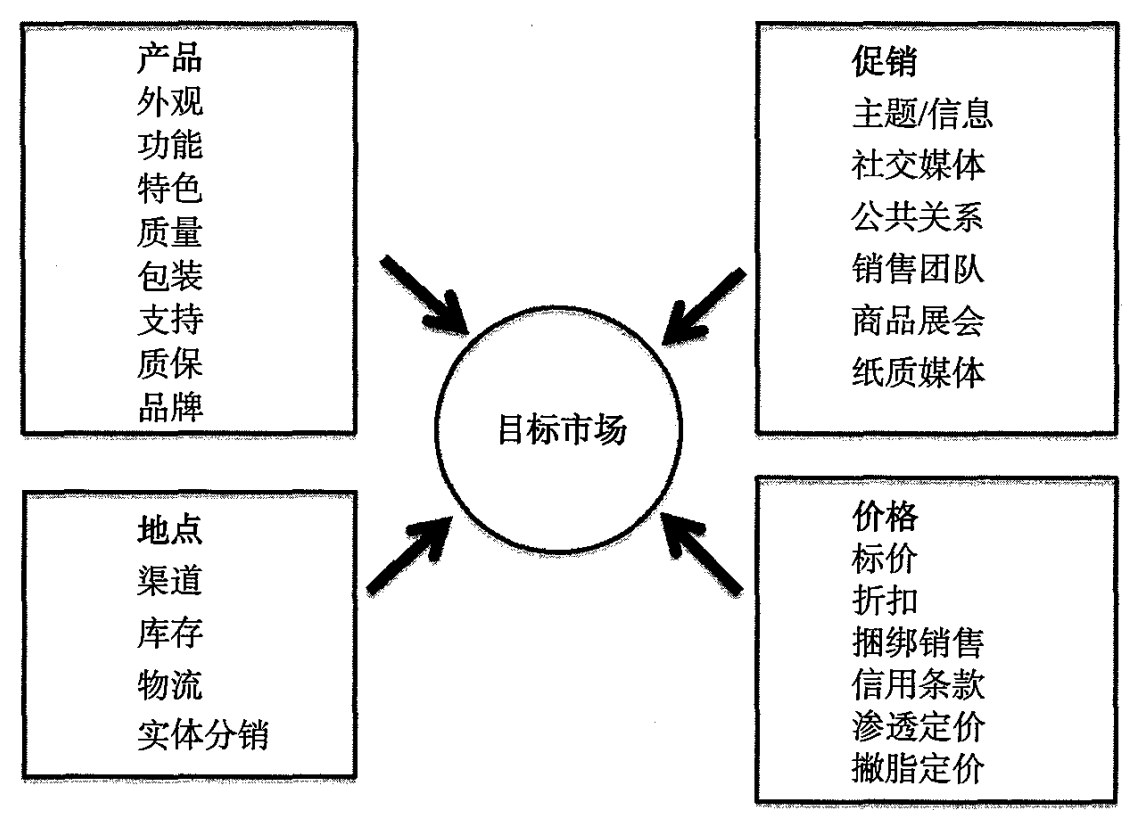 产品
外观
功能
特色
质量
包装
支持
质保
品牌
促销
主题/信息
社交媒体
公共关系
销售团队
商品展会
纸质媒体
目标市场
地点
渠道
库存
物流
实体分销
价格
标价
折扣
捆绑销售
信用条款
渗透定价
撇脂定价